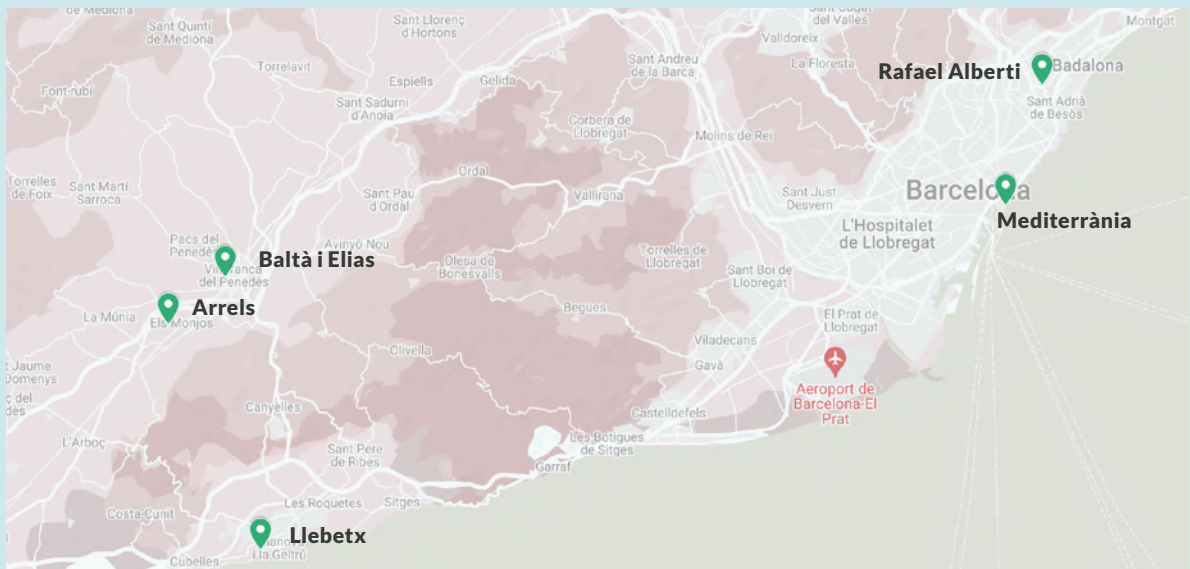 de Mediona
Sant Quintí
de Mediona
Sant Llorenç
d'Hortons
Sant Cugat
del Valles
Montgat
Valldoreix
Torrelavit
Espiells
Gelida
Sant Andreu
de la Barca
La Floresta
Rafael Alberti
Badalona
Font-rubí
Sant Sadurní
d'Anoia
Corbera de
Llobregat
Molins de Rei
Sant Adrià
de Besòs
Torrelles
de Foix
Sant Martí
Sarroca
Sant Pau
d'Ordal
Ordal
Vallirana
Sant Just
Desvern
Barcelona
Mediterrània
L'Hospitalet
de Llobregat
Pacs del
Penedès
Avinyó Nou
Baltà i Elias
Vilafranca
del Penedès
Olesa de
Bonesvalls
Torrelles de
Llobregat
Sant Boi de
Llobregat
Arrels
La Múnia
Els Monjos
Begues
El Prat de
Llobregat
Viladecans
Olivella
Gavà
t Jaume
Domenys
Aeroport de
Barcelona-El
Prat
ç del
dès
Canyelles
Castelldefels
L'Arboç
Sant Pere
de Ribes
Les Botigues
de Sitges
Garraf
Costa-Cunit
Les Roquetes
Sitges
Llebetx
Vilanova
i la Geltrú
Cubelles